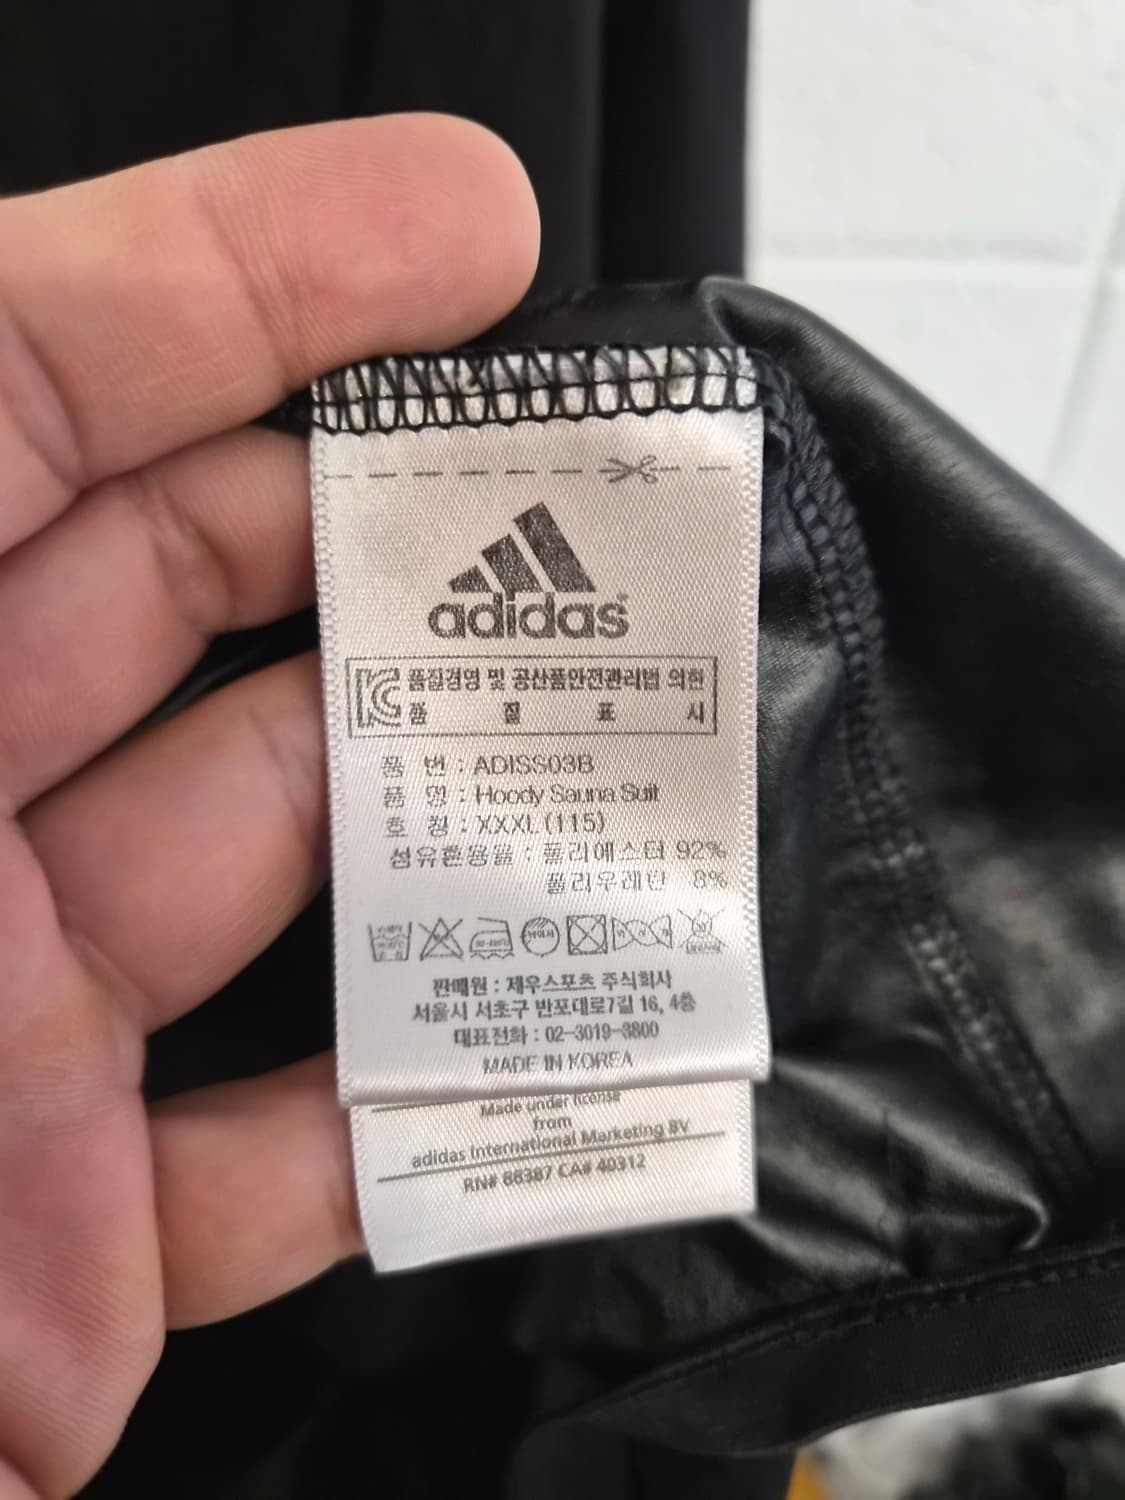 adidas
품질경영 및 공산품안전관리법 의한
품 질 표 시
품 번 : ADISS03B
품 명 : Hoody Sauna Suit
호 칭 : XXXL (115)
섬유혼용율 : 폴리에스터 92%
폴리우레탄 8%
판매원 : 제우스포츠 주식회사
서울시 서초구 반포대로7길 16, 4층
대표전화 : 02-3019-3800
MADE IN KOREA
Made under license
from
adidas International Marketing BV
RN# 88387 CA# 40312